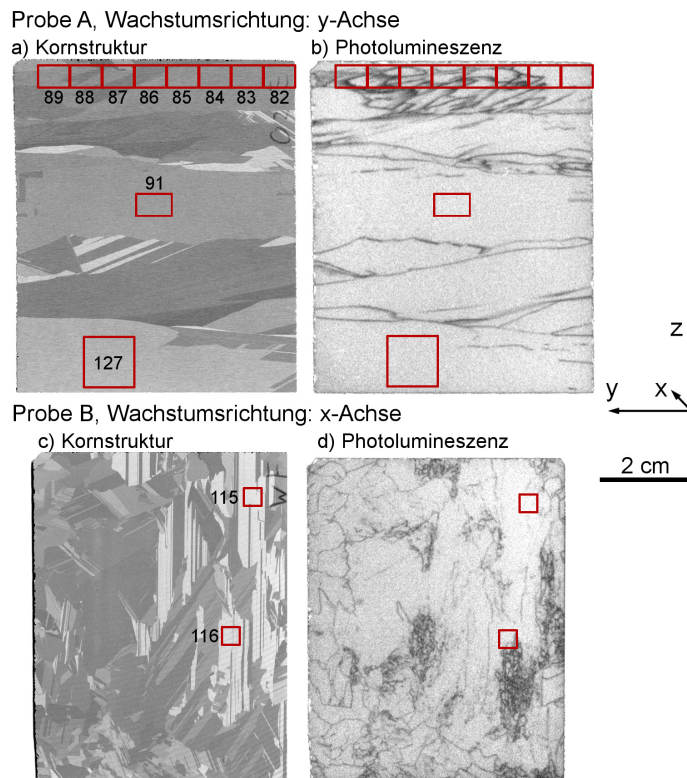 Probe A, Wachstumsrichtung: y-Achse
a) Kornstruktur
b) Photolumineszenz
89 88 87 86 85 84 83 82
91
127
z
y
x
Probe B, Wachstumsrichtung: x-Achse
c) Kornstruktur
d) Photolumineszenz
2 cm
115
116